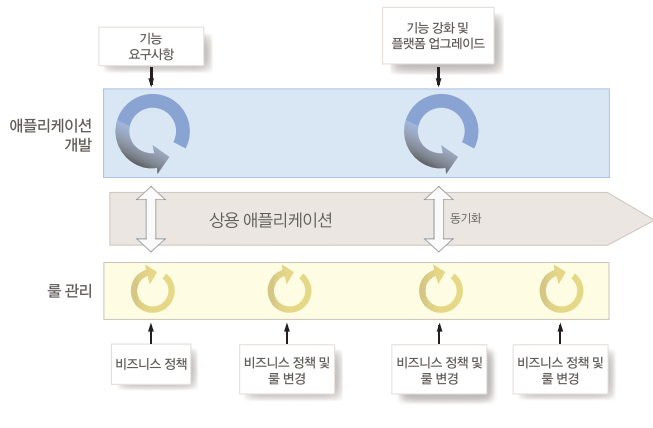 기능
요구사항
기능 강화 및
플랫폼 업그레이드
애플리케이션
개발
상용 애플리케이션
동기화
룰 관리
비즈니스 정책
비즈니스 정책 및
룰 변경
비즈니스 정책 및
룰 변경
비즈니스 정책 및
룰 변경